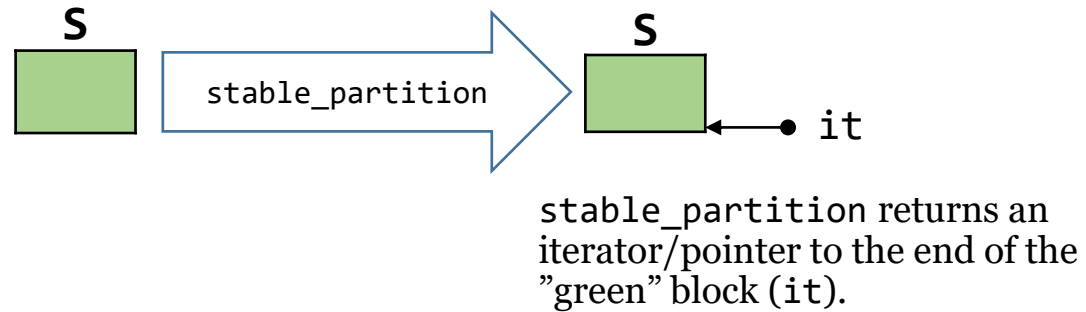 S
stable_partition
S
it
stable_partition returns an
iterator/pointer to the end of the
”green” block (it).